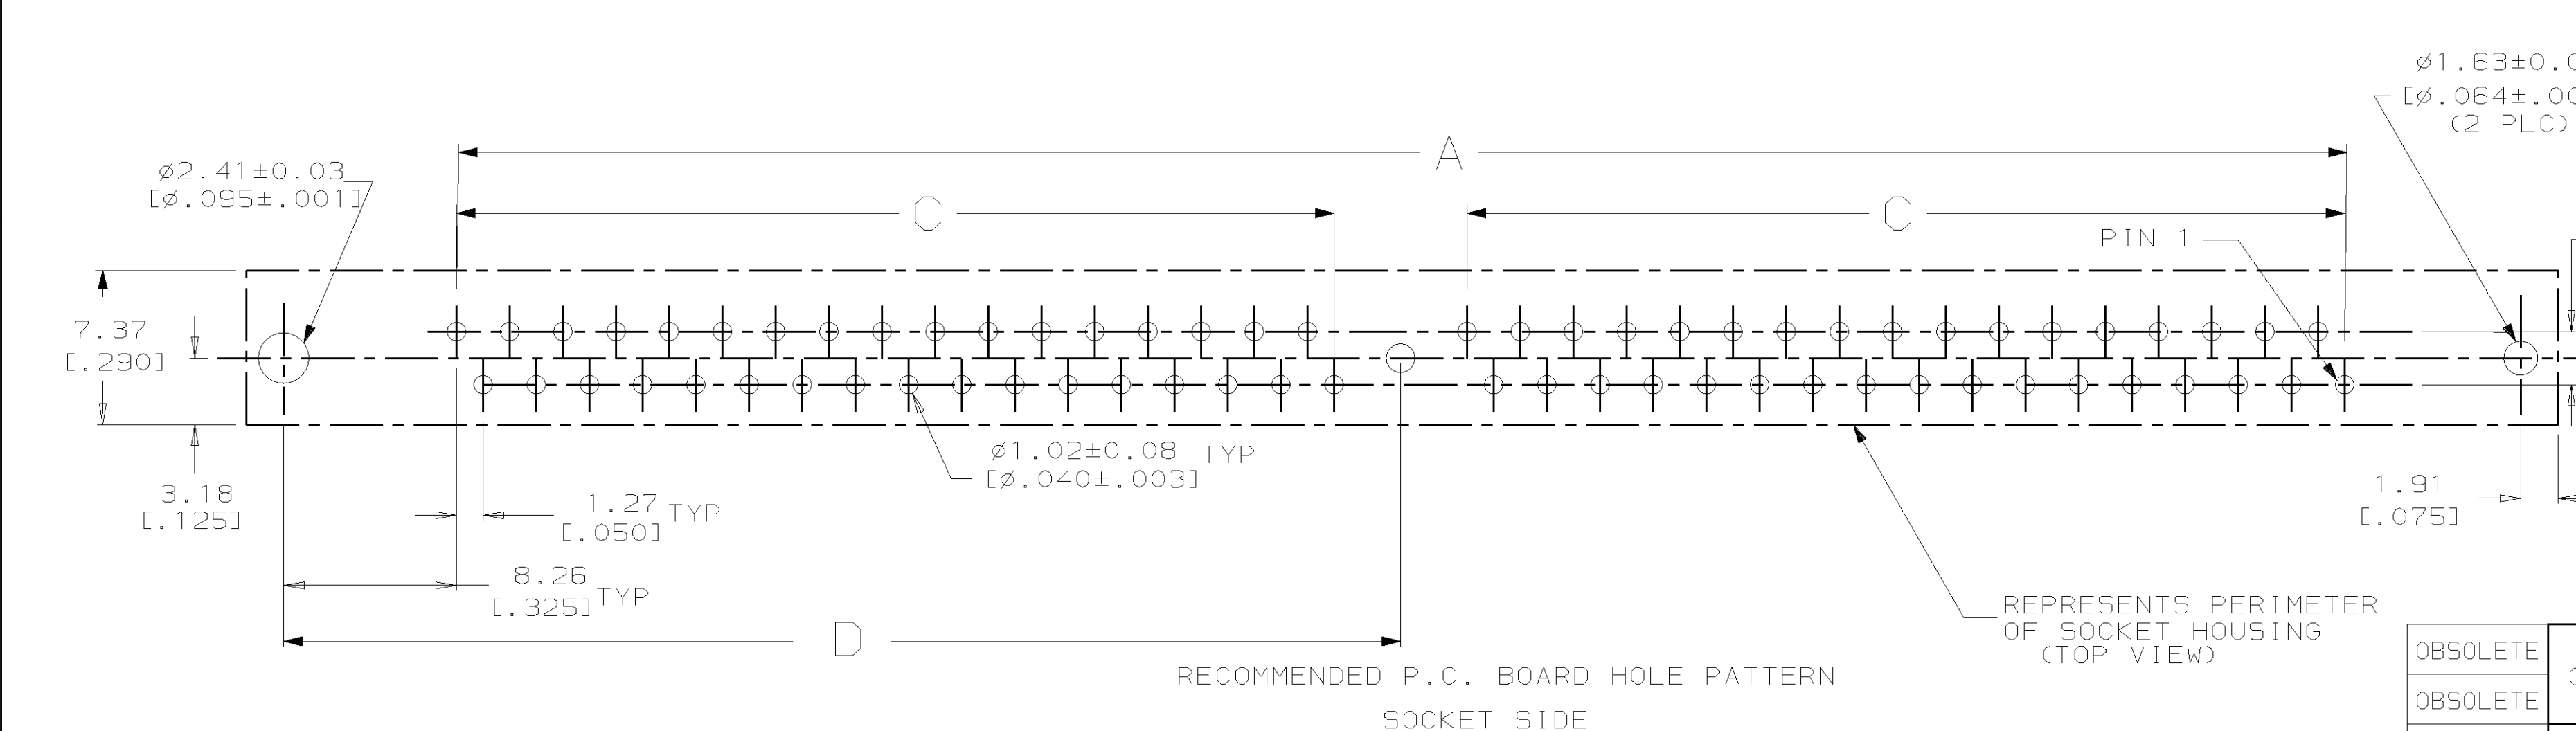 ø1.63±0.0
[ø.064±.00
(2 PLC)
A
ø2.41±0.03
[ø.095±.001]
C
C
PIN 1
7.37
[.290]
ø1.02±0.08 TYP
[ø.040±.003]
3.18
[.125]
1.27 TYP
[.050]
1.91
[.075]
8.26 TYP
[.325]
D
REPRESENTS PERIMETER
OF SOCKET HOUSING
(TOP VIEW)
RECOMMENDED P.C. BOARD HOLE PATTERN
SOCKET SIDE
OBSOLETE
OBSOLETE